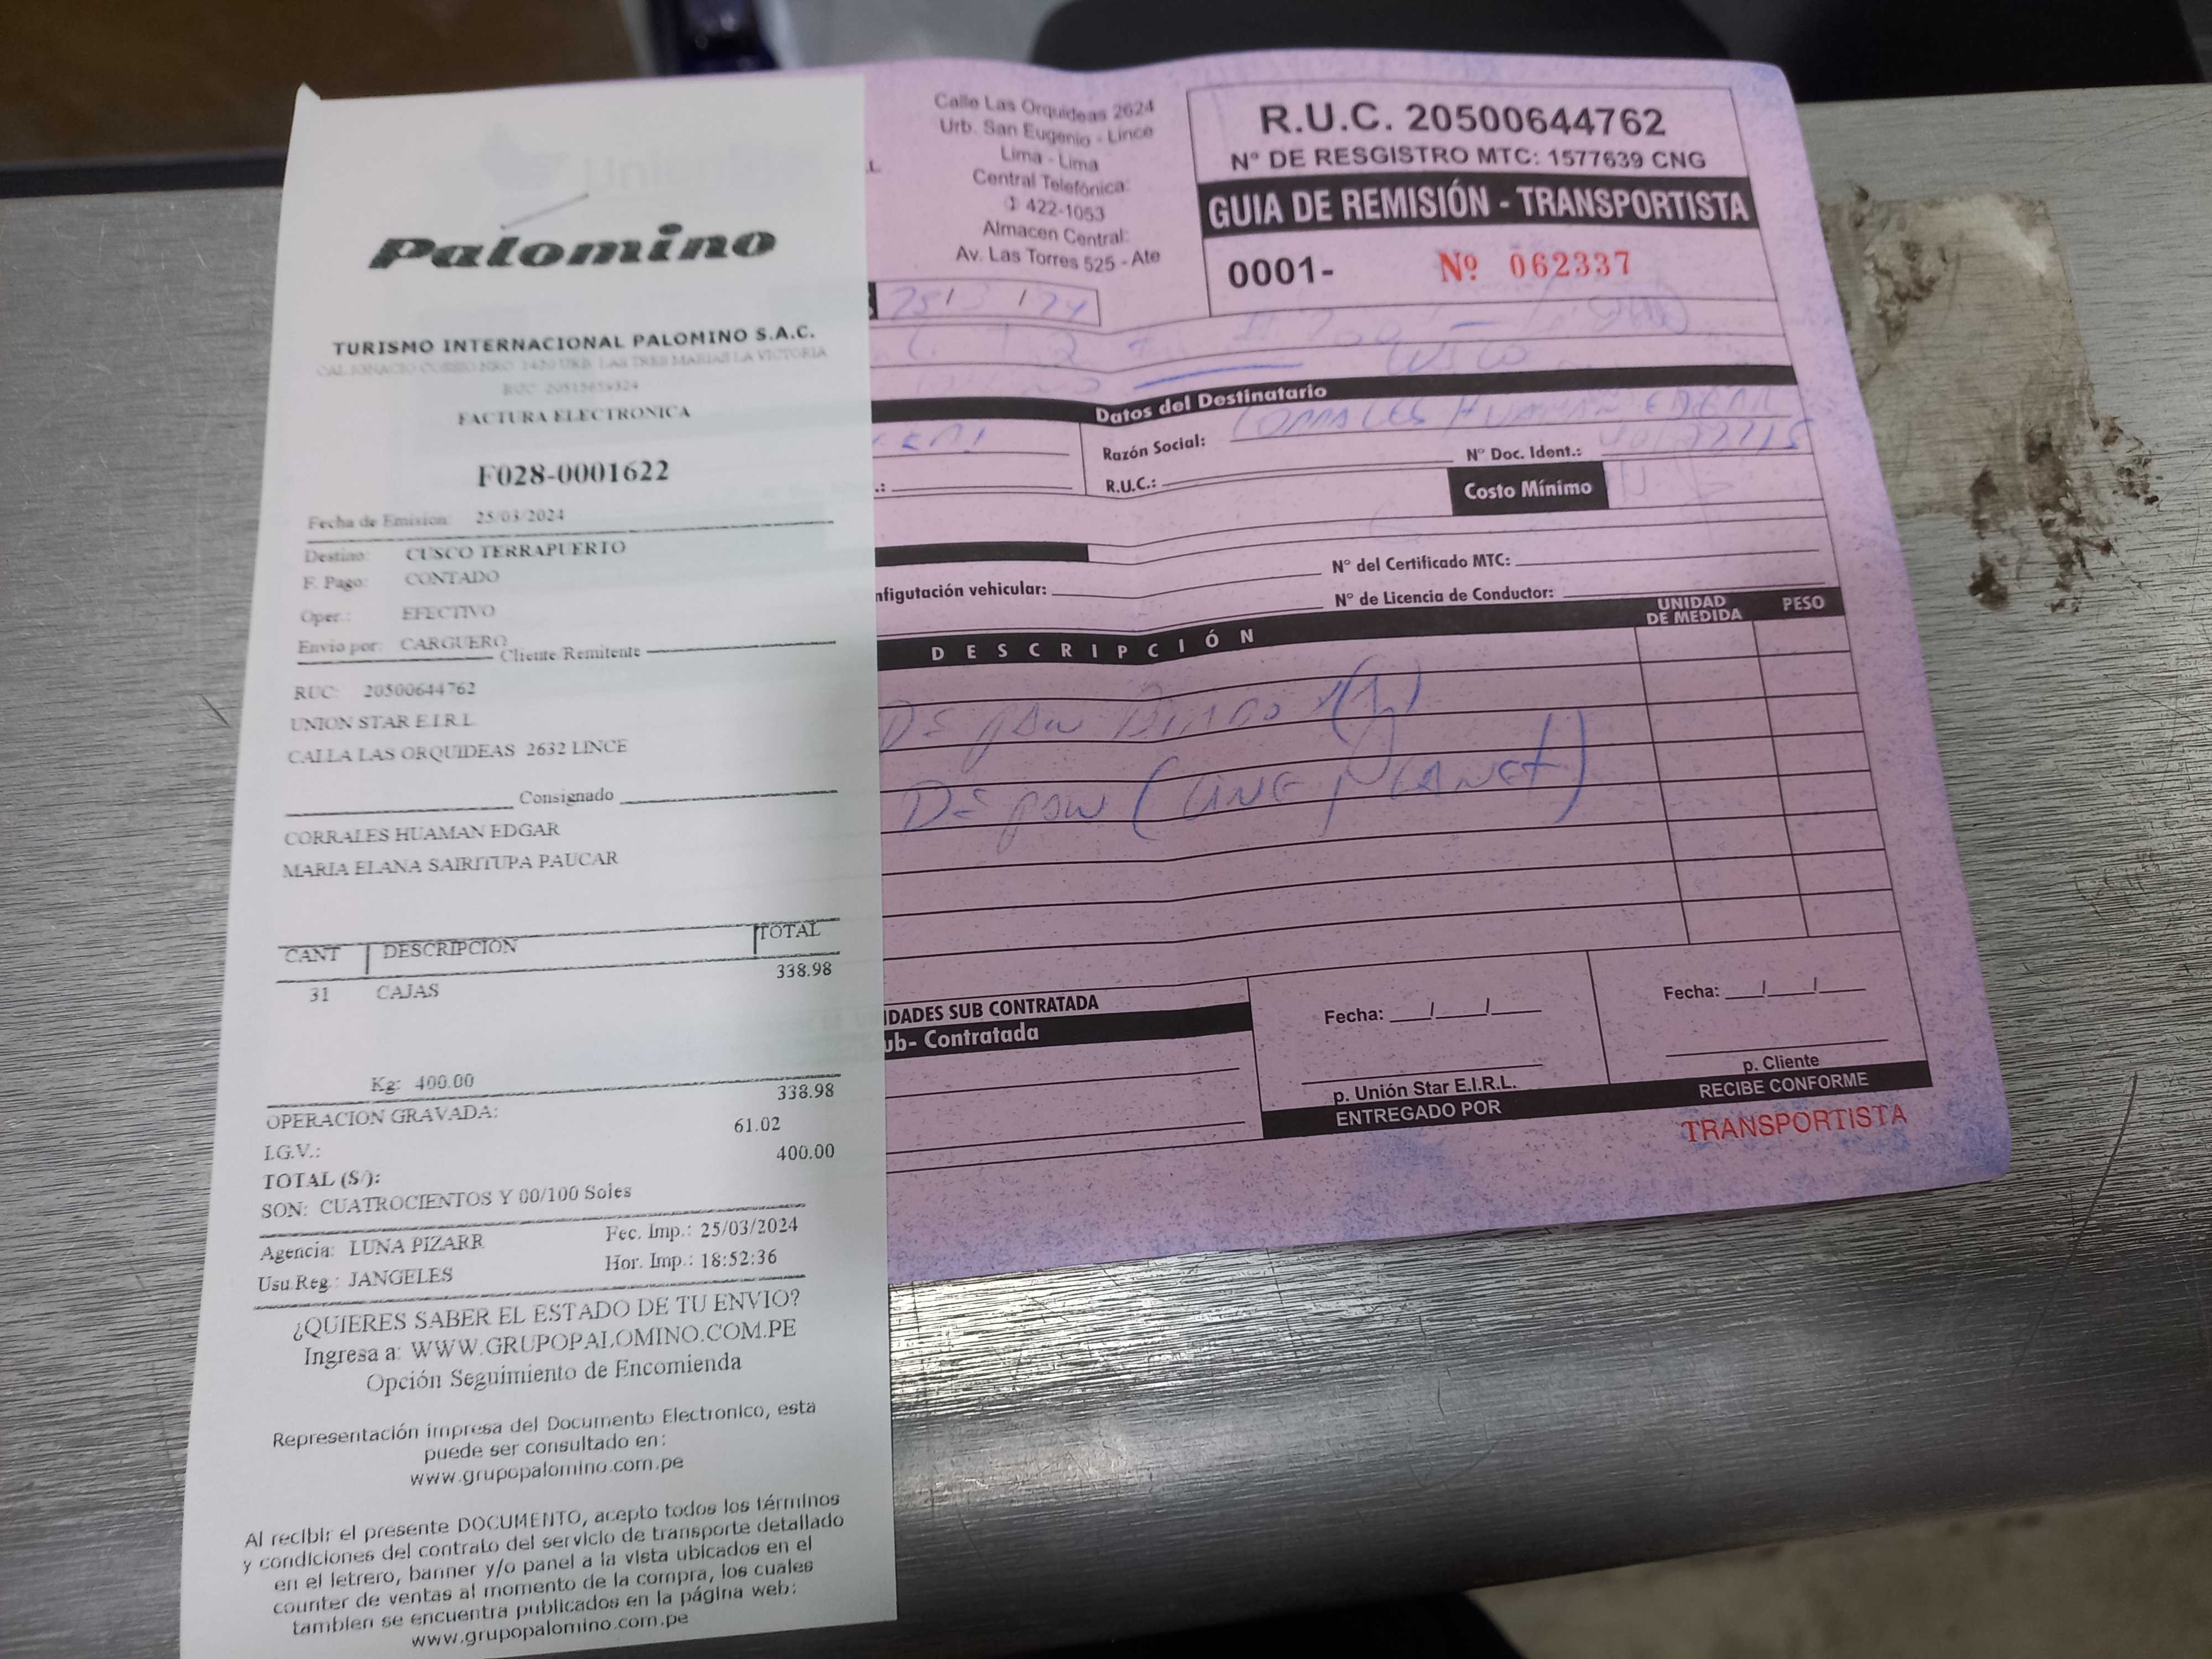 Palomino
TURISMO INTERNACIONAL PALOMINO S.A.C.
FACTURA ELECTRONICA
F028-0001622
Fecha de Emision: 25/03/2024
Destino: CUSCO TERRAPUERTO
F. Pago: CONTADO
Oper.: EFECTIVO
Envio por: CARGUERO
Cliente Remitente
RUC: 20500644762
UNION STAR E.I.R.L.
CALLA LAS ORQUIDEAS 2632 LINCE
Consignado
CORRALES HUAMAN EDGAR
MARIA ELANA SAIRITUPA PAUCAR
CANT DESCRIPCION TOTAL
31 CAJAS 338.98
Kg: 400.00
OPERACION GRAVADA: 338.98
I.G.V.: 61.02
TOTAL (S/): 400.00
SON: CUATROCIENTOS Y 00/100 Soles
Agencia: LUNA PIZARR Fec. Imp.: 25/03/2024
Usu.Reg.: JANGELES Hor. Imp.: 18:52:36
¿QUIERES SABER EL ESTADO DE TU ENVIO?
Ingresa a: WWW.GRUPOPALOMINO.COM.PE
Opción Seguimiento de Encomienda
Representación impresa del Documento Electronico, esta
puede ser consultado en:
www.grupopalomino.com.pe
Al recibir el presente DOCUMENTO, acepto todos los términos
y condiciones del contrato del servicio de transporte detallado
en el letrero, banner y/o panel a la vista ubicados en el
counter de ventas al momento de la compra, los cuales
tambien se encuentra publicados en la página web:
www.grupopalomino.com.pe
Calle Las Orquideas 2624
Urb. San Eugenio - Lince
Lima - Lima
Central Telefónica:
422-1053
Almacen Central:
Av. Las Torres 525 - Ate
R.U.C. 20500644762
N° DE RESGISTRO MTC: 1577639 CNG
GUIA DE REMISIÓN - TRANSPORTISTA
0001- Nº 062337
Datos del Destinatario
Razón Social: CORRALES HUAMAN EDGAR
N° Doc. Ident.:
R.U.C.:
Costo Mínimo
N° del Certificado MTC:
nfigutación vehicular:
N° de Licencia de Conductor:
DESCRIPCIÓN UNIDAD DE MEDIDA PESO
IDADES SUB CONTRATADA
ub- Contratada
Fecha: __/__/__
p. Unión Star E.I.R.L.
ENTREGADO POR
Fecha: __/__/__
p. Cliente
RECIBE CONFORME
TRANSPORTISTA